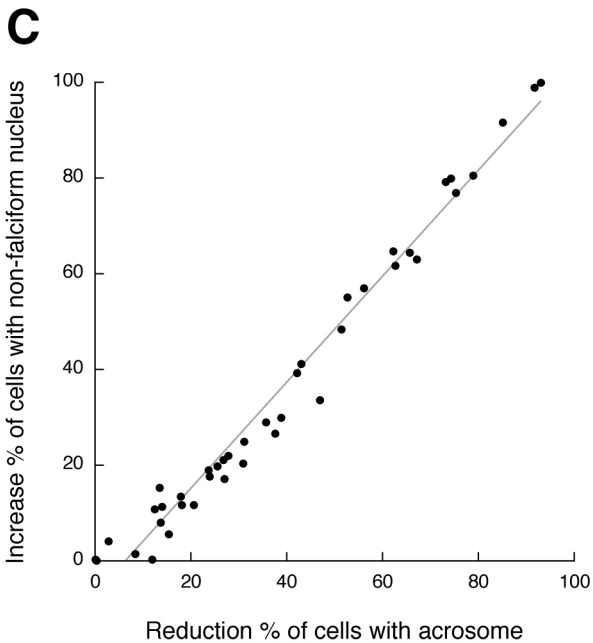 C
Increase % of cells with non-falciform nucleus
100
80
60
40
20
0
0 20 40 60 80 100
Reduction % of cells with acrosome